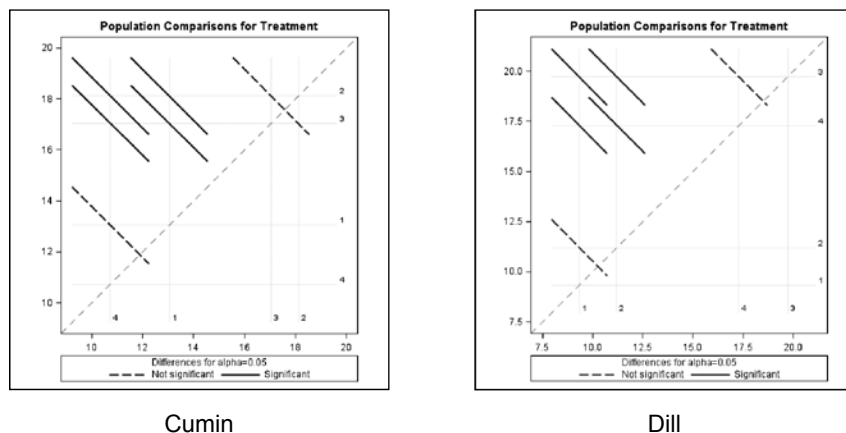 Population Comparisons for Treatment
20
18
16
14
12
10
2
3
1
4
4 1 3 2
10 12 14 16 18 20
Differences for alpha=0.05
Not significant Significant
Cumin
Population Comparisons for Treatment
20.0
17.5
15.0
12.5
10.0
7.5
3
4
2
1
1 2 4 3
7.5 10.0 12.5 15.0 17.5 20.0
Differences for alpha=0.05
Not significant Significant
Dill